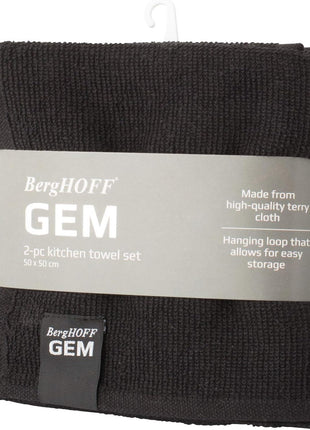 BergHOFF®
GEM
2-pc kitchen towel set
50 x 50 cm
Made from
high-quality terry
cloth
Hanging loop that
allows for easy
storage
BergHOFF
GEM